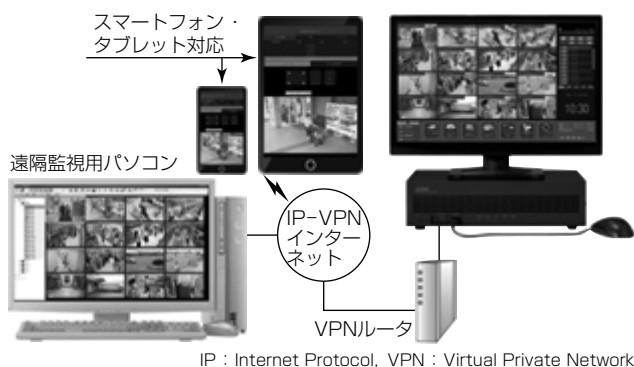 スマートフォン・
タブレット対応
遠隔監視用パソコン
IP-VPN
インター
ネット
10:30
VPNルータ
IP：Internet Protocol, VPN：Virtual Private Network